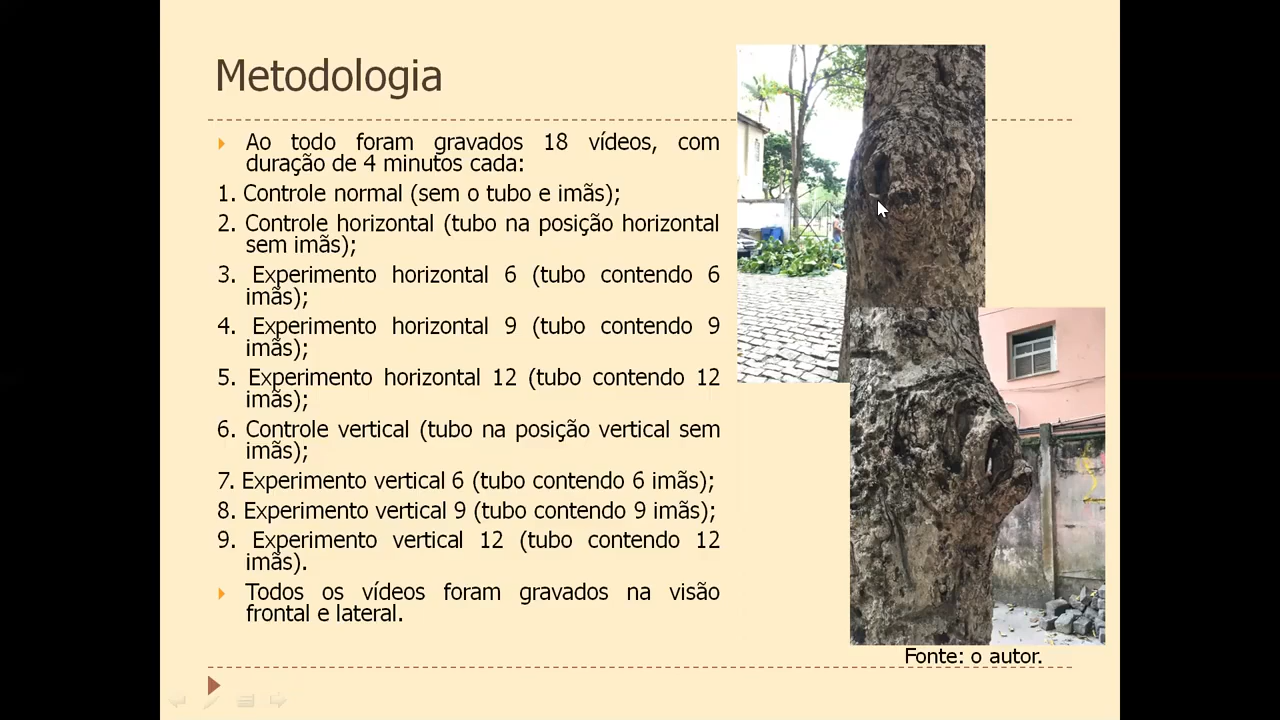 Metodologia
Ao todo foram gravados 18 vídeos, com
duração de 4 minutos cada:
1. Controle normal (sem o tubo e imãs);
2. Controle horizontal (tubo na posição horizontal
sem imãs);
3. Experimento horizontal 6 (tubo contendo 6
imãs);
4. Experimento horizontal 9 (tubo contendo 9
imãs);
5. Experimento horizontal 12 (tubo contendo 12
imãs);
6. Controle vertical (tubo na posição vertical sem
imãs);
7. Experimento vertical 6 (tubo contendo 6 imãs);
8. Experimento vertical 9 (tubo contendo 9 imãs);
9. Experimento vertical 12 (tubo contendo 12
imãs).
Todos os vídeos foram gravados na visão
frontal e lateral.
Fonte: o autor.